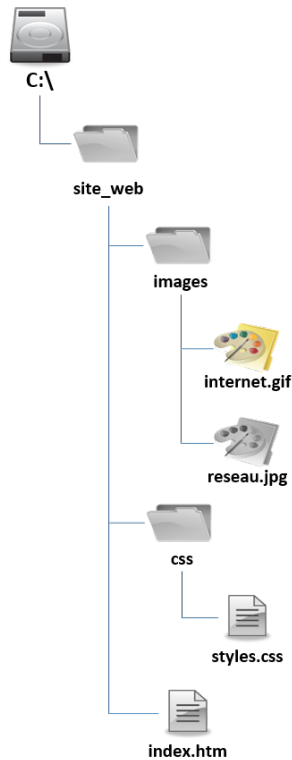 C:\
site_web
images
internet.gif
reseau.jpg
css
styles.css
index.htm